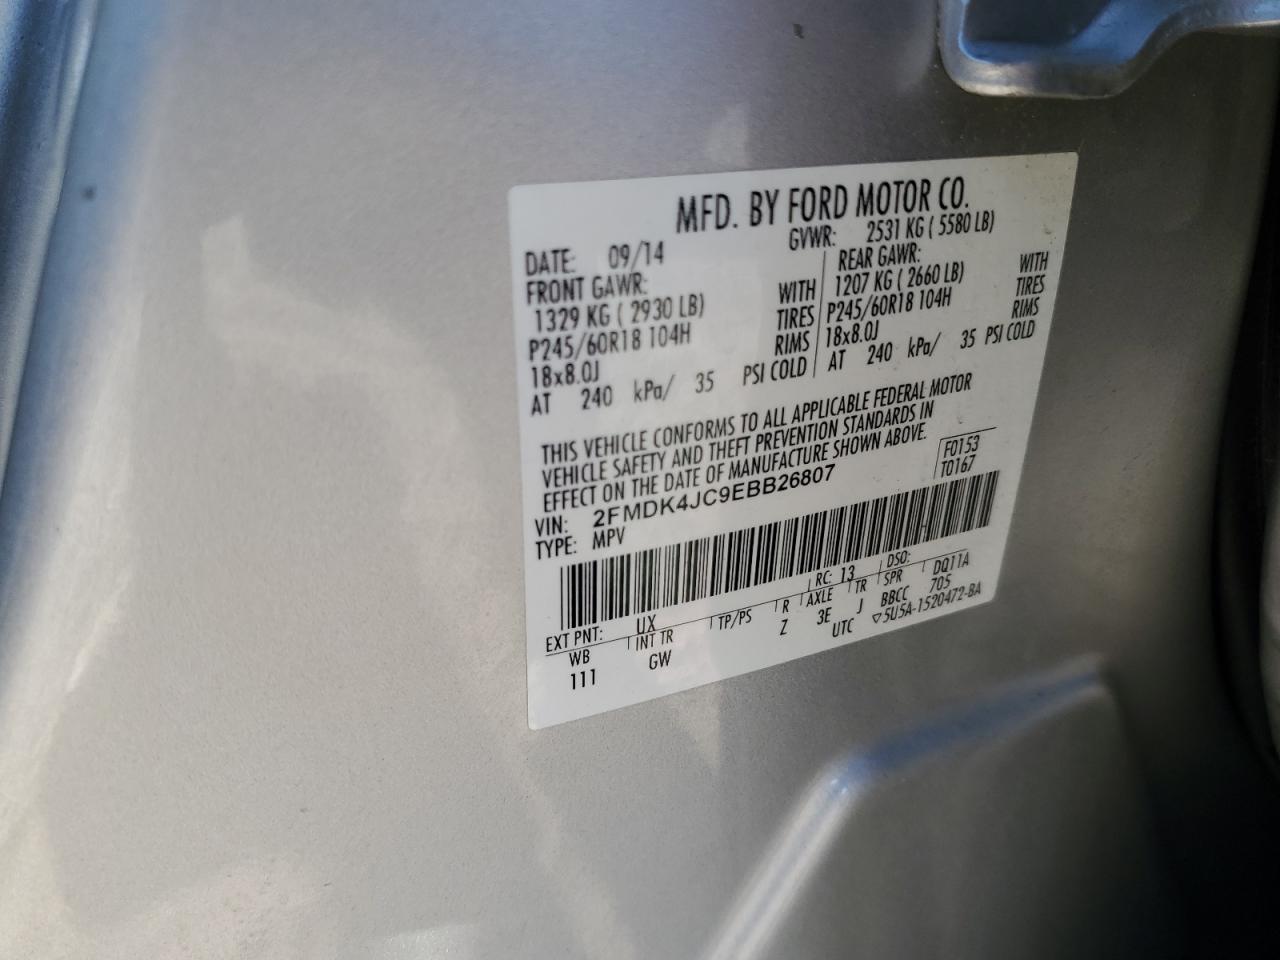 MFD. BY FORD MOTOR CO.
DATE: 09/14 GVWR: 2531 KG ( 5580 LB)
FRONT GAWR: REAR GAWR:
1329 KG ( 2930 LB) WITH 1207 KG ( 2660 LB) WITH
P245/60R18 104H TIRES P245/60R18 104H TIRES
18x8.0J RIMS 18x8.0J RIMS
AT 240 kPa/ 35 PSI COLD AT 240 kPa/ 35 PSI COLD
THIS VEHICLE CONFORMS TO ALL APPLICABLE FEDERAL MOTOR
VEHICLE SAFETY AND THEFT PREVENTION STANDARDS IN
EFFECT ON THE DATE OF MANUFACTURE SHOWN ABOVE.
F0153
T0167
VIN: 2FMDK4JC9EBB26807
TYPE: MPV
EXT PNT: UX RC: 13 DSO:
WB INT TR TP/PS R AXLE TR SPR DQ11A
111 GW Z 3E J BBCC 705
UTC ▽5U5A-1520472-BA